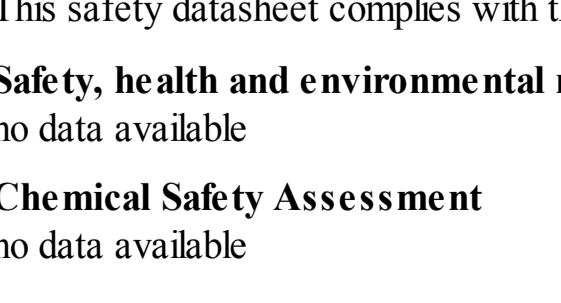 This safety datasheet complies with
Safety, health and environmental
no data available
Chemical Safety Assessment
no data available